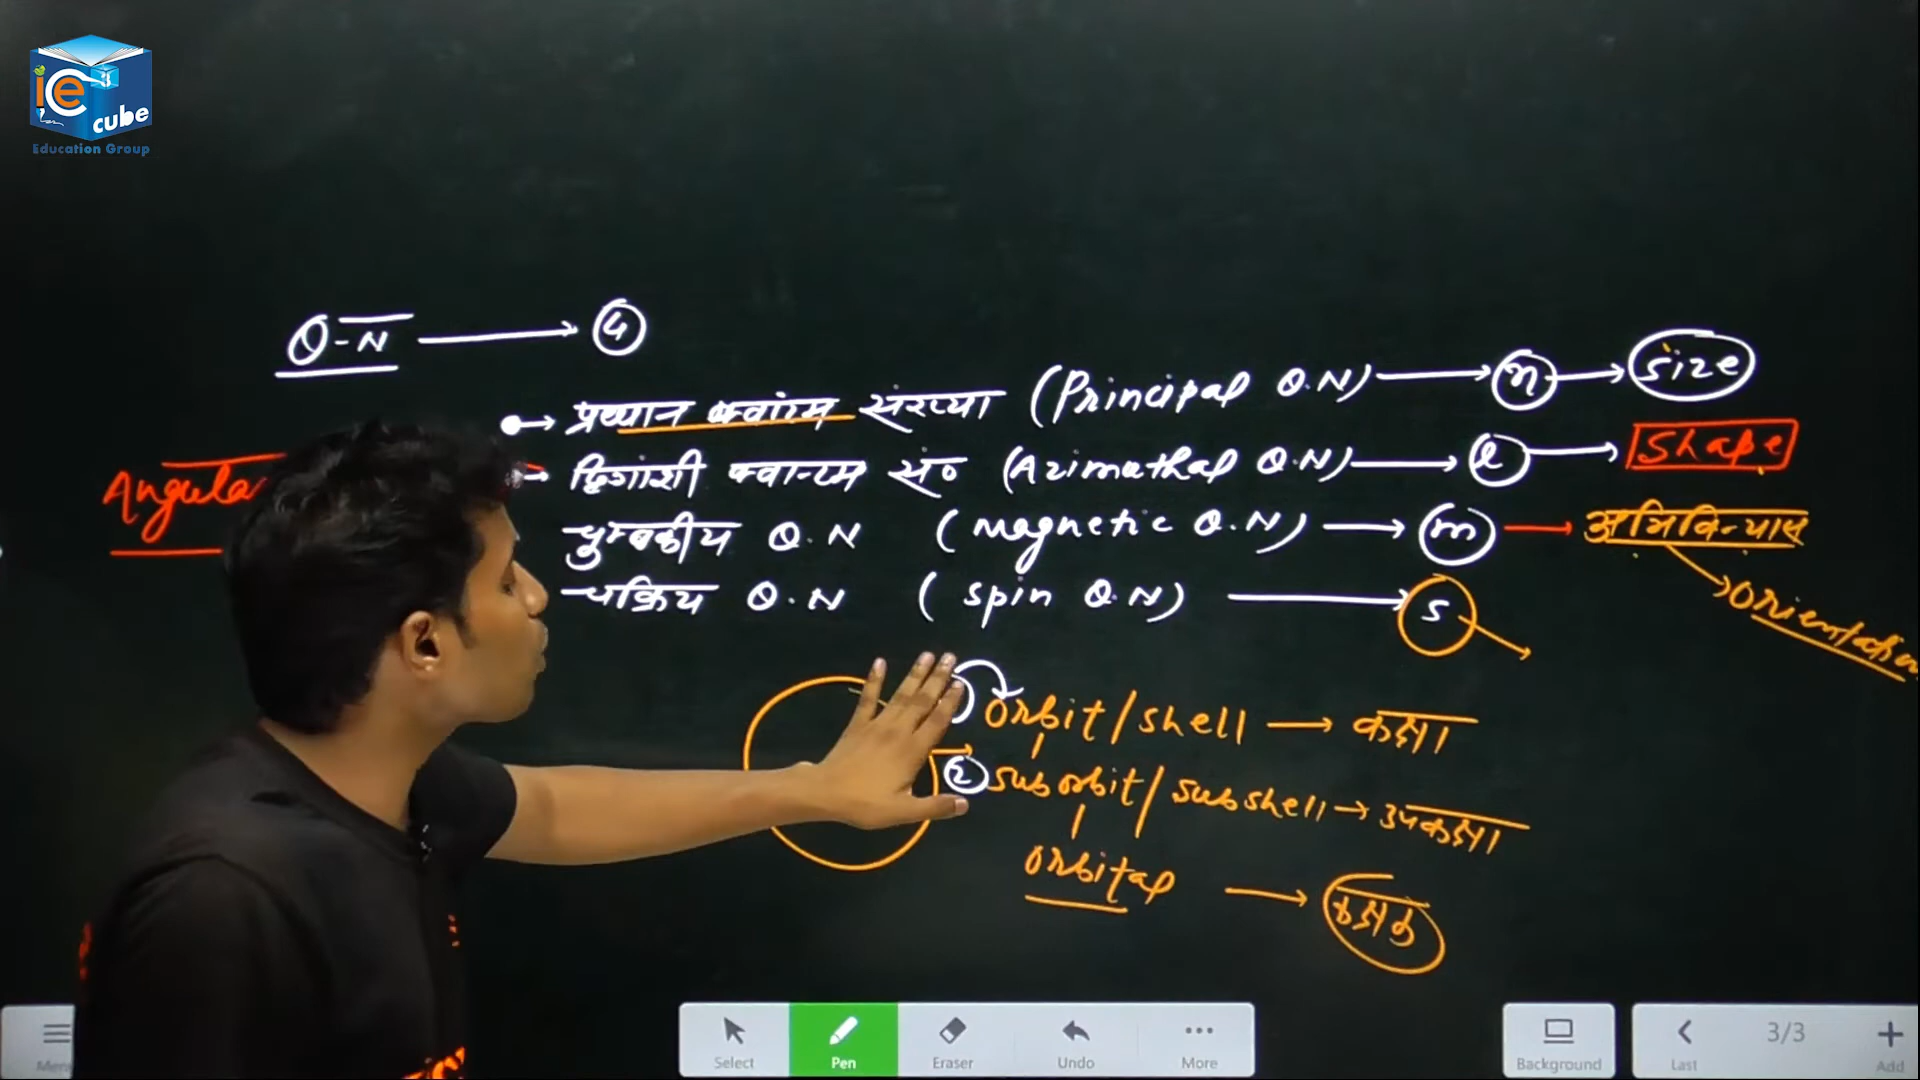 ice cube
Education Group
Q-N → 4
प्रध्यान क्वांटम संख्या (Principal Q.N) → n → Size
Angula
द्विगांशी क्वान्टम सं० (Azimuthal Q.N) → l → Shape
चुम्बकीय Q.N (magnetic Q.N) → m → अभिविन्यास
→ Orientation
चक्रिय Q.N (spin Q.N) → s →
orbit/shell → कक्षा
2 suborbit/subshell → उपकक्षा
orbital → कक्षक
Select Pen Eraser Undo More Background Last 3/3 Add